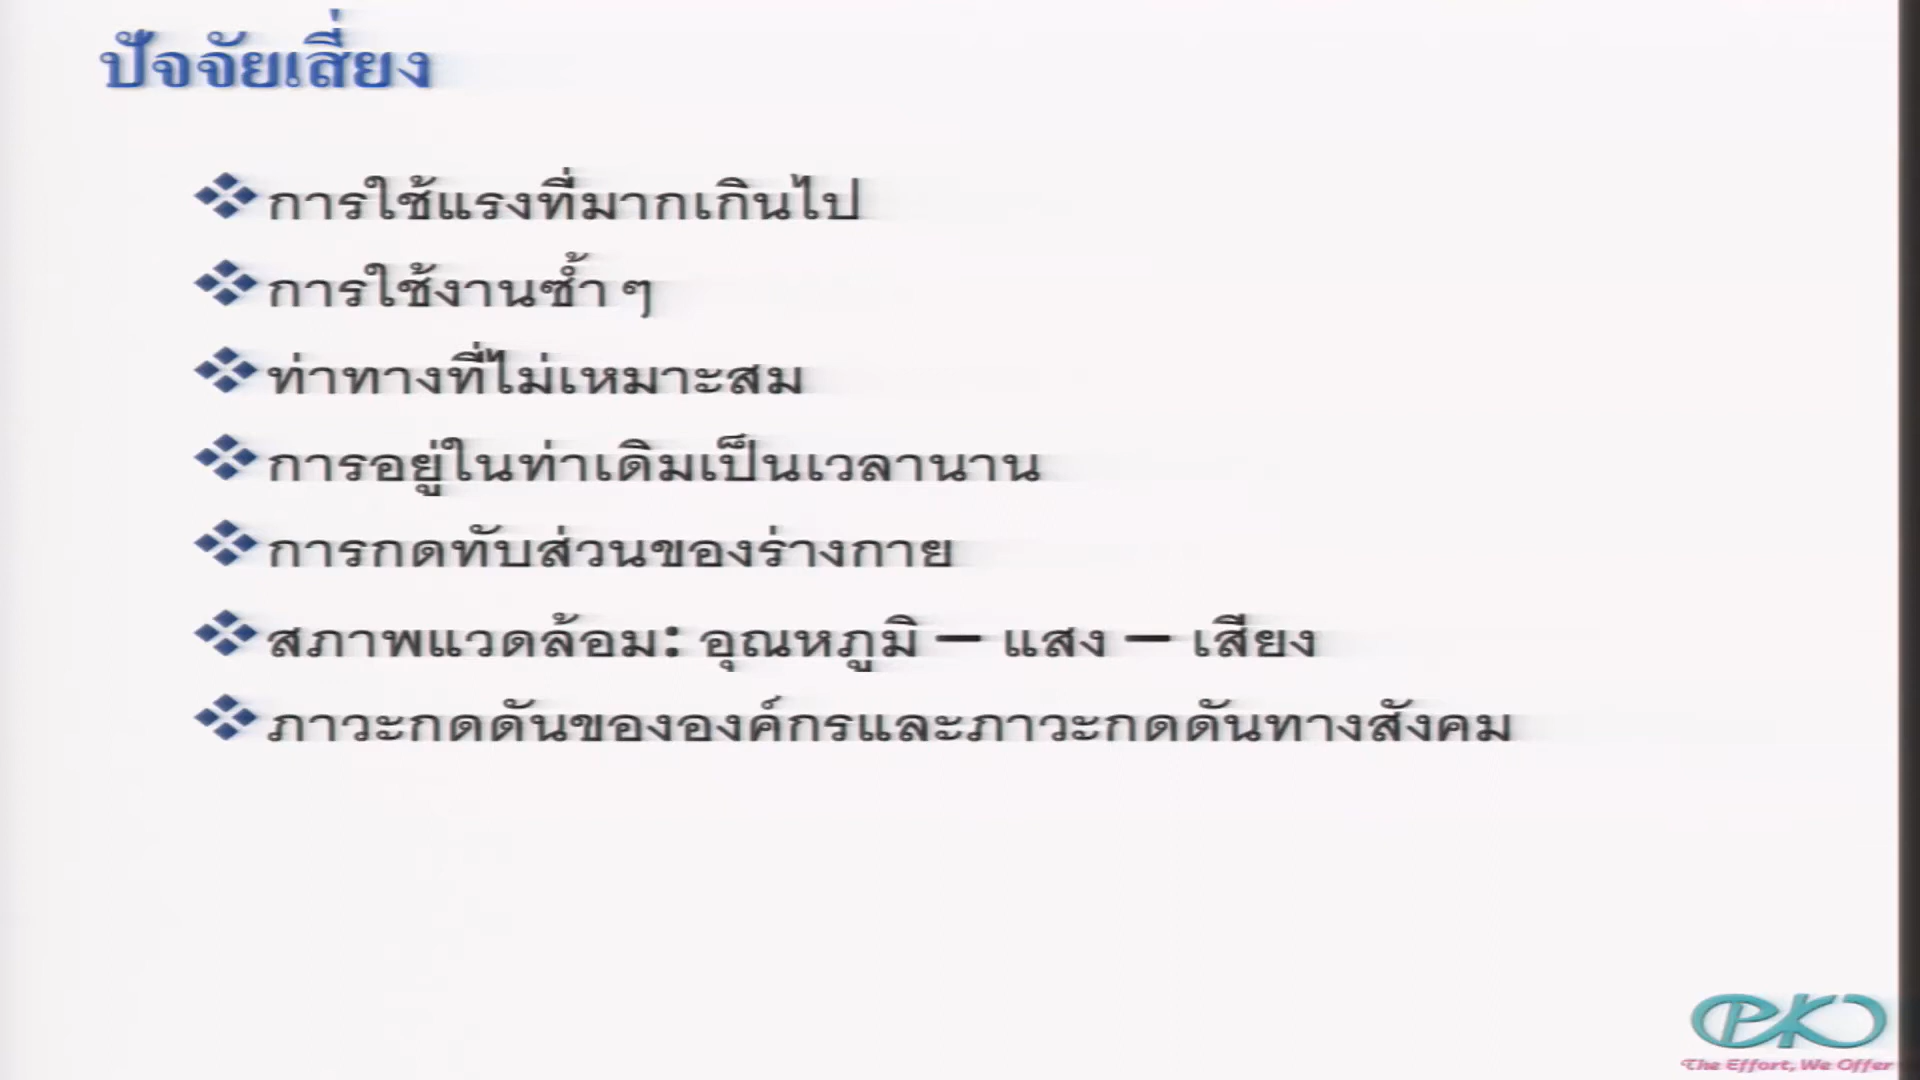 ปัจจัยเสี่ยง
❖การใช้แรงที่มากเกินไป
❖การใช้งานซ้ำๆ
❖ท่าทางที่ไม่เหมาะสม
❖การอยู่ในท่าเดิมเป็นเวลานาน
❖การกดทับส่วนของร่างกาย
❖สภาพแวดล้อม: อุณหภูมิ – แสง – เสียง
❖ภาวะกดดันขององค์กรและภาวะกดดันทางสังคม
The Effort, We Offer